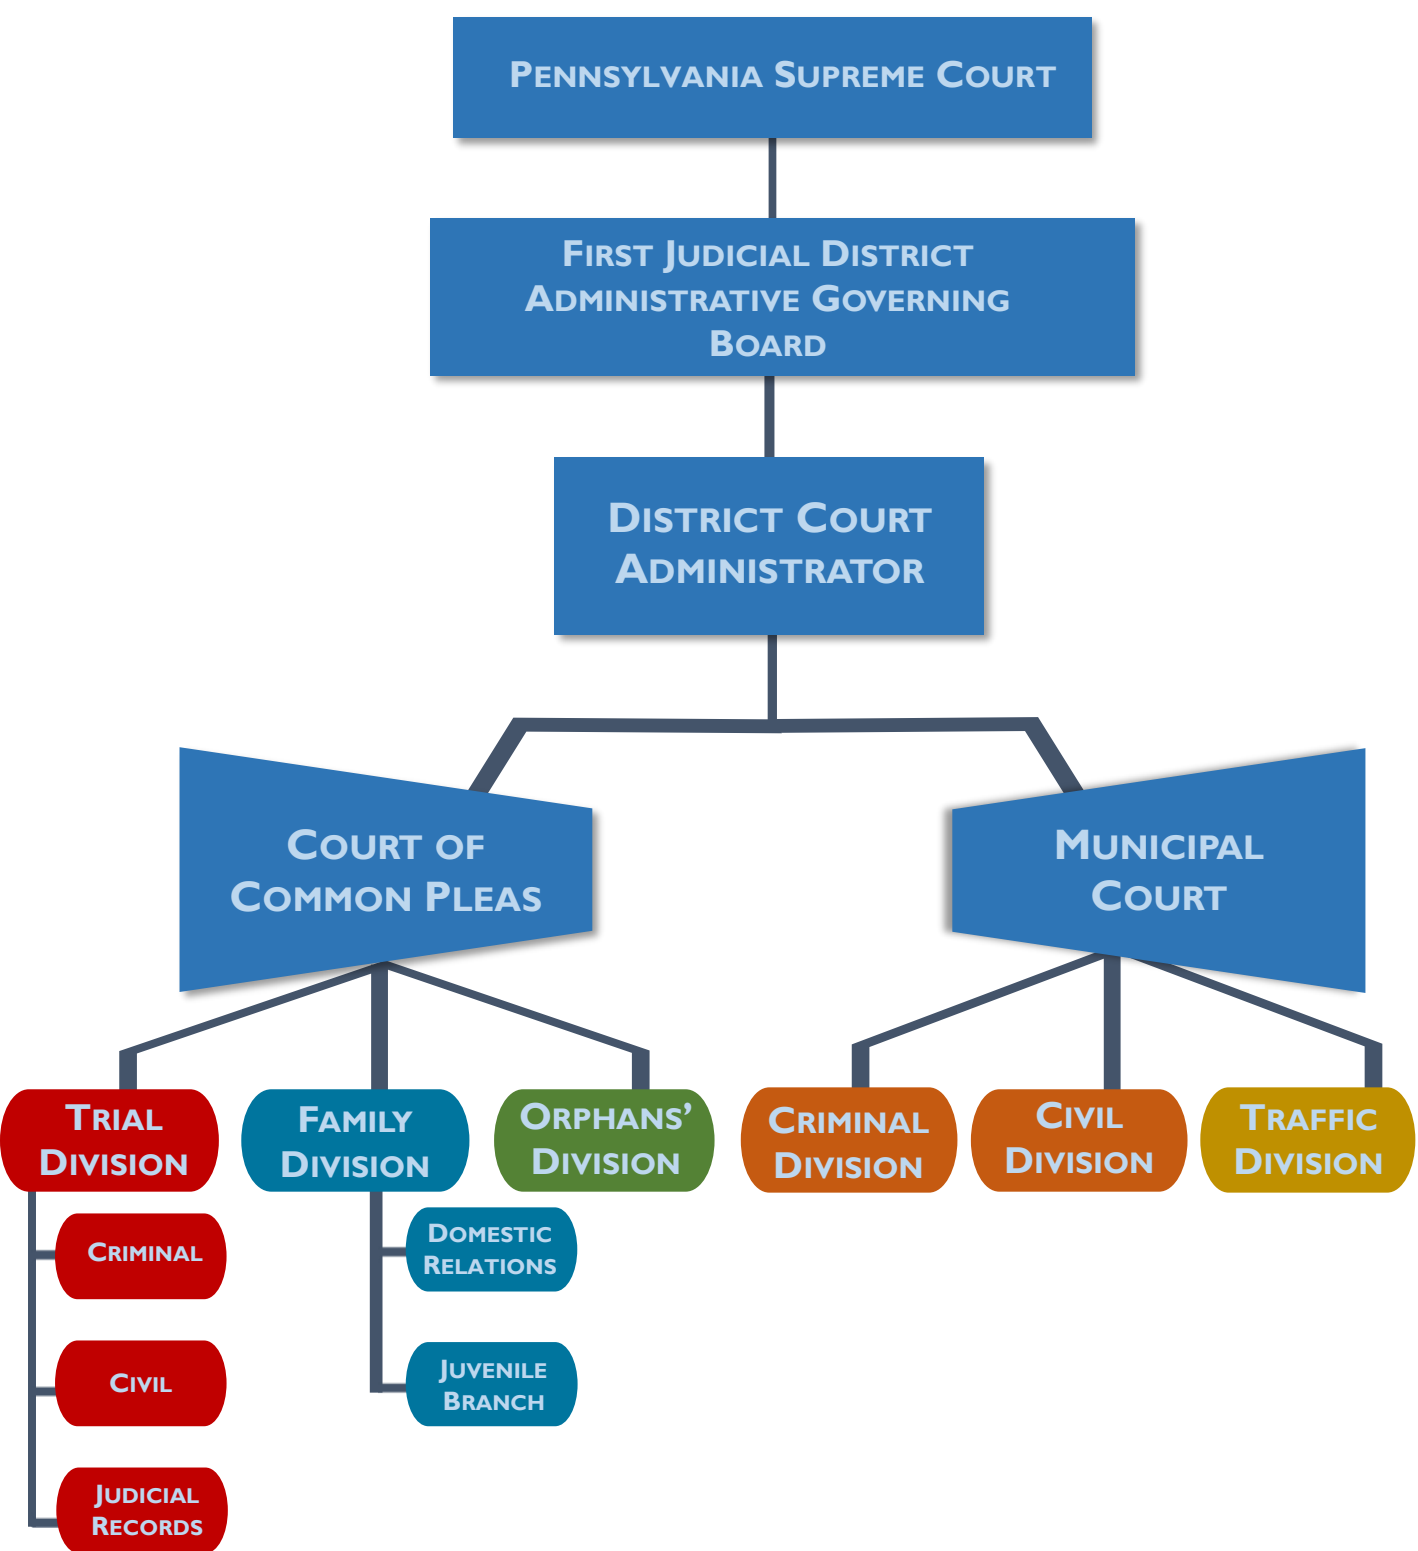 Pennsylvania Supreme Court
First Judicial District
Administrative Governing
Board
District Court
Administrator
Court of
Common Pleas
Municipal
Court
Trial
Division
Family
Division
Orphans’
Division
Criminal
Division
Civil
Division
Traffic
Division
Criminal
Civil
Judicial
Records
Domestic
Relations
Juvenile
Branch